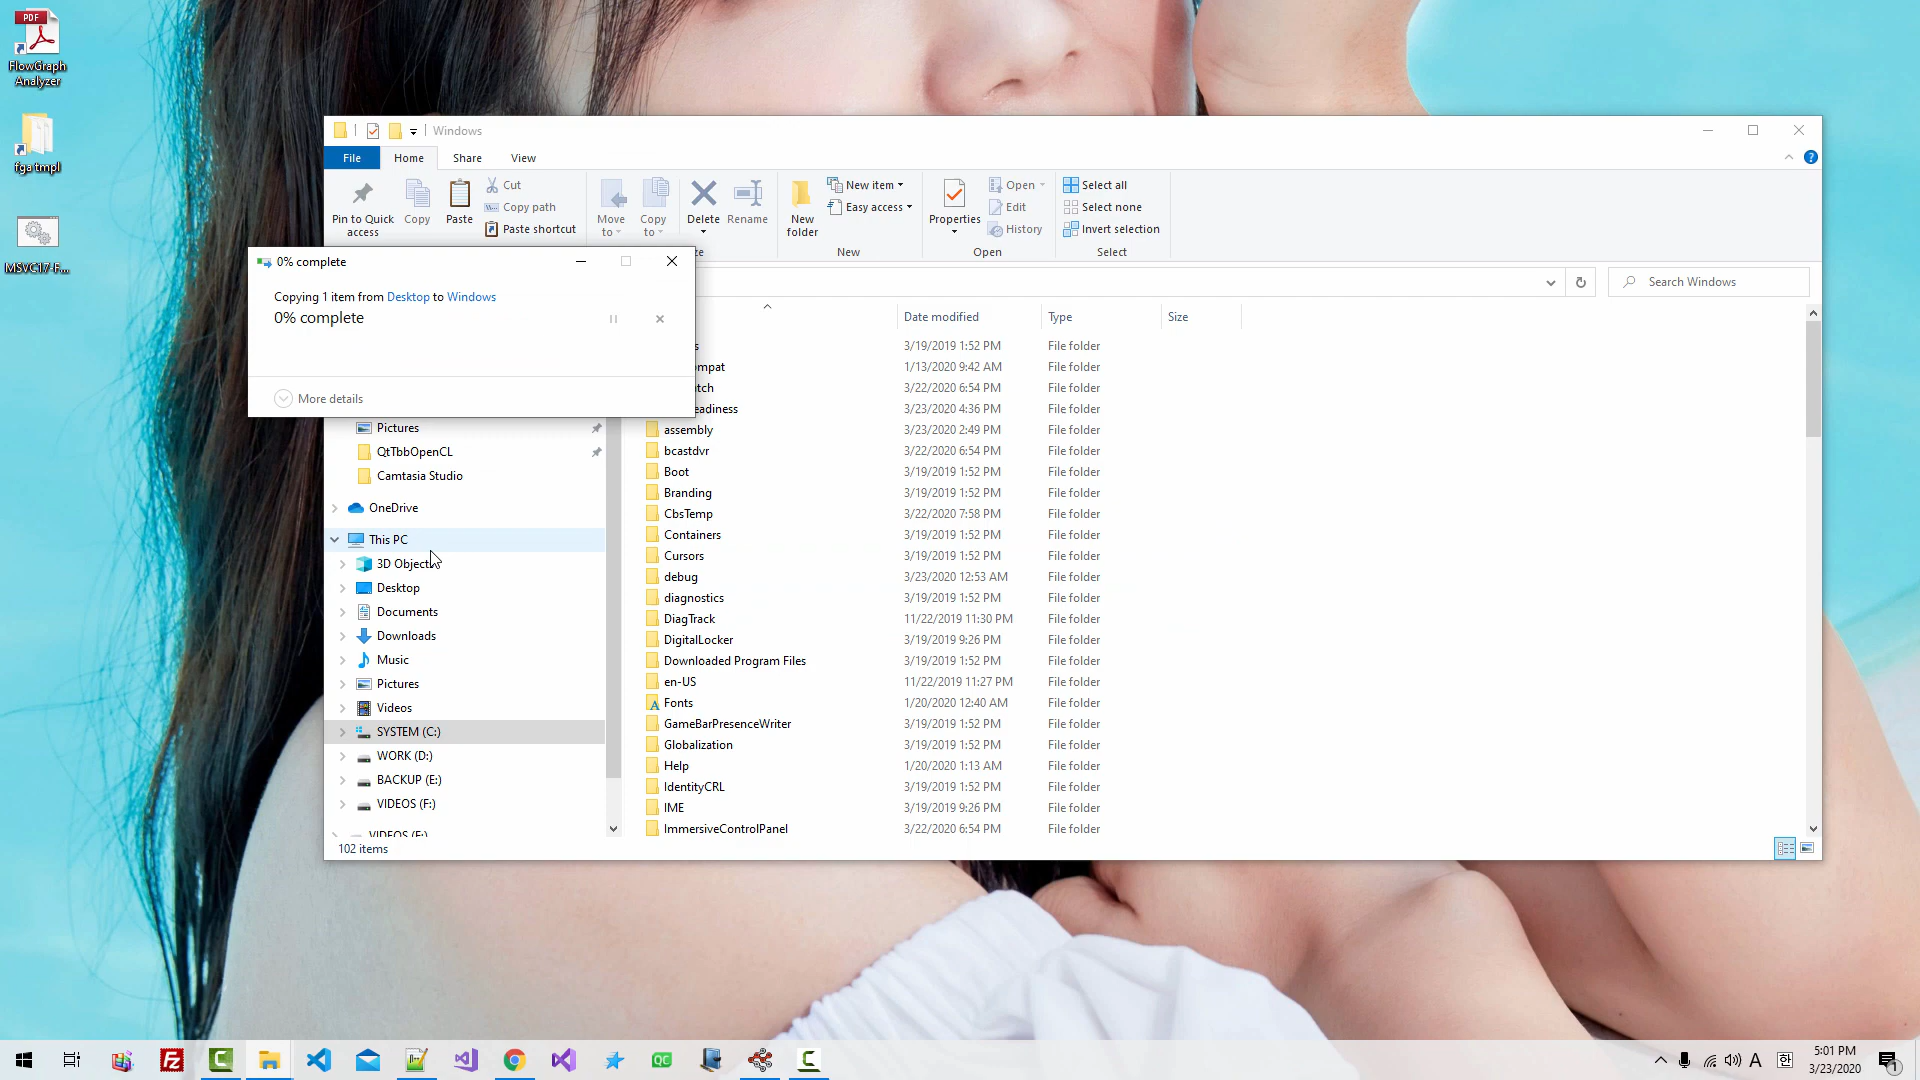 PDF
FlowGraph
Analyzer
fga tmpl
MSVC17-F...
Windows
File
Home
Share
View
Pin to Quick
access
Copy
Paste
Cut
Copy path
Paste shortcut
Move
to
Copy
to
Delete
Rename
New
folder
New item
Easy access
New
Properties
Open
Edit
History
Open
Select all
Select none
Invert selection
Select
0% complete
Copying 1 item from Desktop to Windows
0% complete
More details
Search Windows
Date modified
Type
Size
3/19/2019 1:52 PM
File folder
1/13/2020 9:42 AM
File folder
3/22/2020 6:54 PM
File folder
3/23/2020 4:36 PM
File folder
assembly
3/23/2020 2:49 PM
File folder
bcastdvr
3/22/2020 6:54 PM
File folder
Boot
3/19/2019 1:52 PM
File folder
Branding
3/19/2019 1:52 PM
File folder
CbsTemp
3/22/2020 7:58 PM
File folder
Containers
3/19/2019 1:52 PM
File folder
Cursors
3/19/2019 1:52 PM
File folder
debug
3/23/2020 12:53 AM
File folder
diagnostics
3/19/2019 1:52 PM
File folder
DiagTrack
11/22/2019 11:30 PM
File folder
DigitalLocker
3/19/2019 9:26 PM
File folder
Downloaded Program Files
3/19/2019 1:52 PM
File folder
en-US
11/22/2019 11:27 PM
File folder
Fonts
1/20/2020 12:40 AM
File folder
GameBarPresenceWriter
3/19/2019 1:52 PM
File folder
Globalization
3/19/2019 1:52 PM
File folder
Help
1/20/2020 1:13 AM
File folder
IdentityCRL
3/19/2019 1:52 PM
File folder
IME
3/19/2019 9:26 PM
File folder
ImmersiveControlPanel
3/22/2020 6:54 PM
File folder
Pictures
QtTbbOpenCL
Camtasia Studio
OneDrive
This PC
3D Objects
Desktop
Documents
Downloads
Music
Pictures
Videos
SYSTEM (C:)
WORK (D:)
BACKUP (E:)
VIDEOS (F:)
VIDEOS (F:)
102 items
A
한
5:01 PM
3/23/2020
1